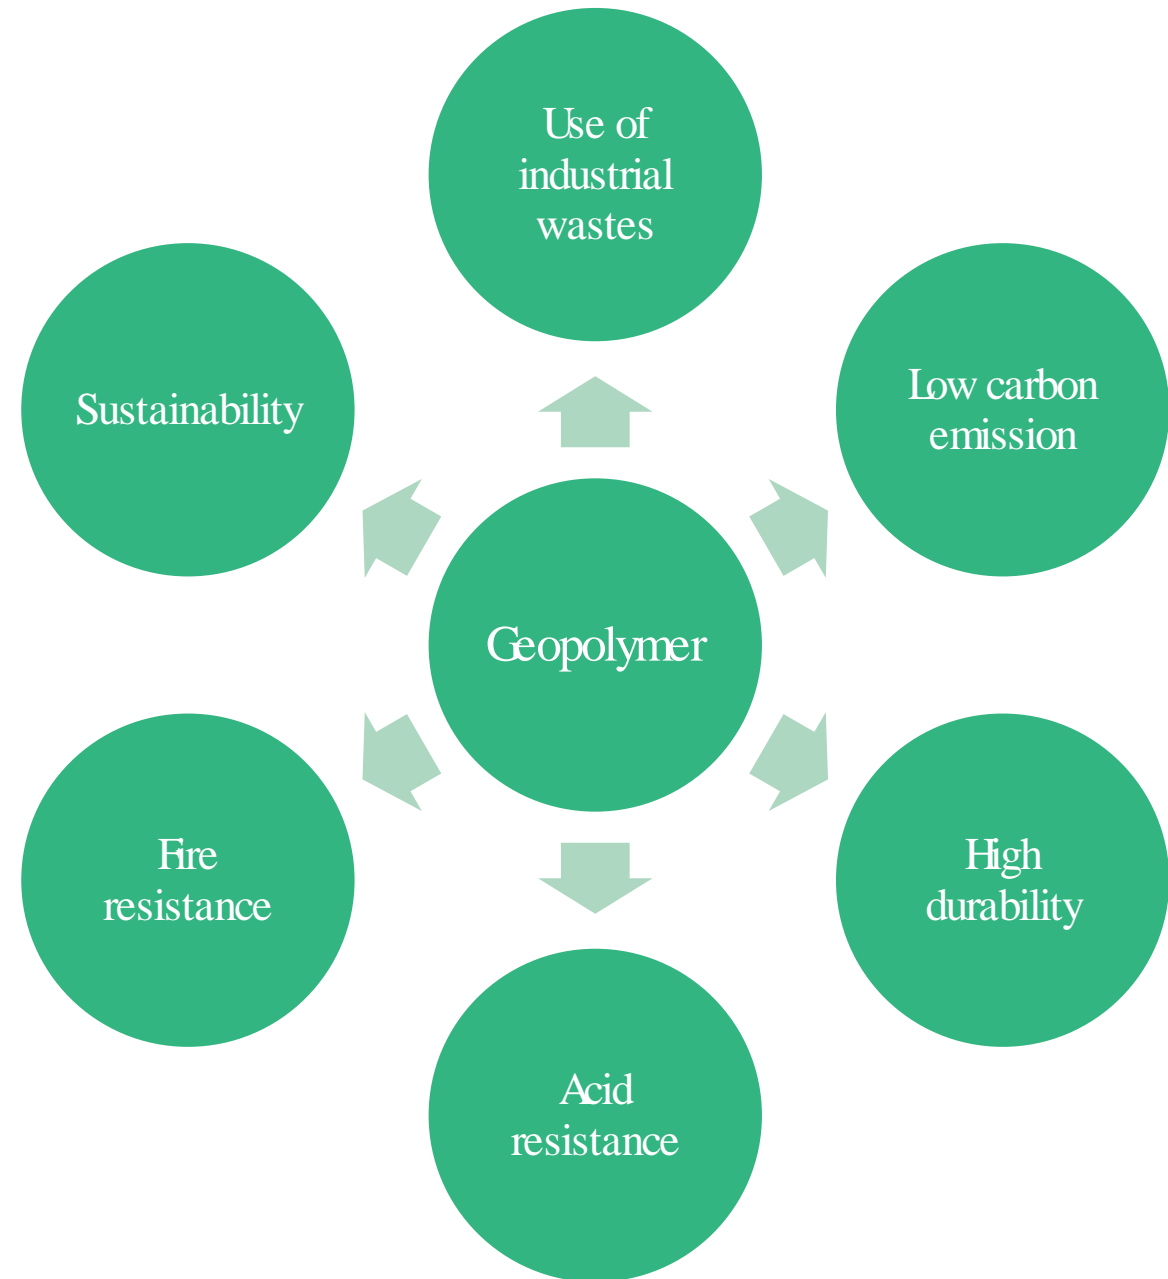 Use of
industrial
wastes
Low carbon
emission
Sustainability
Geopolymer
High
durability
Fire
resistance
Acid
resistance